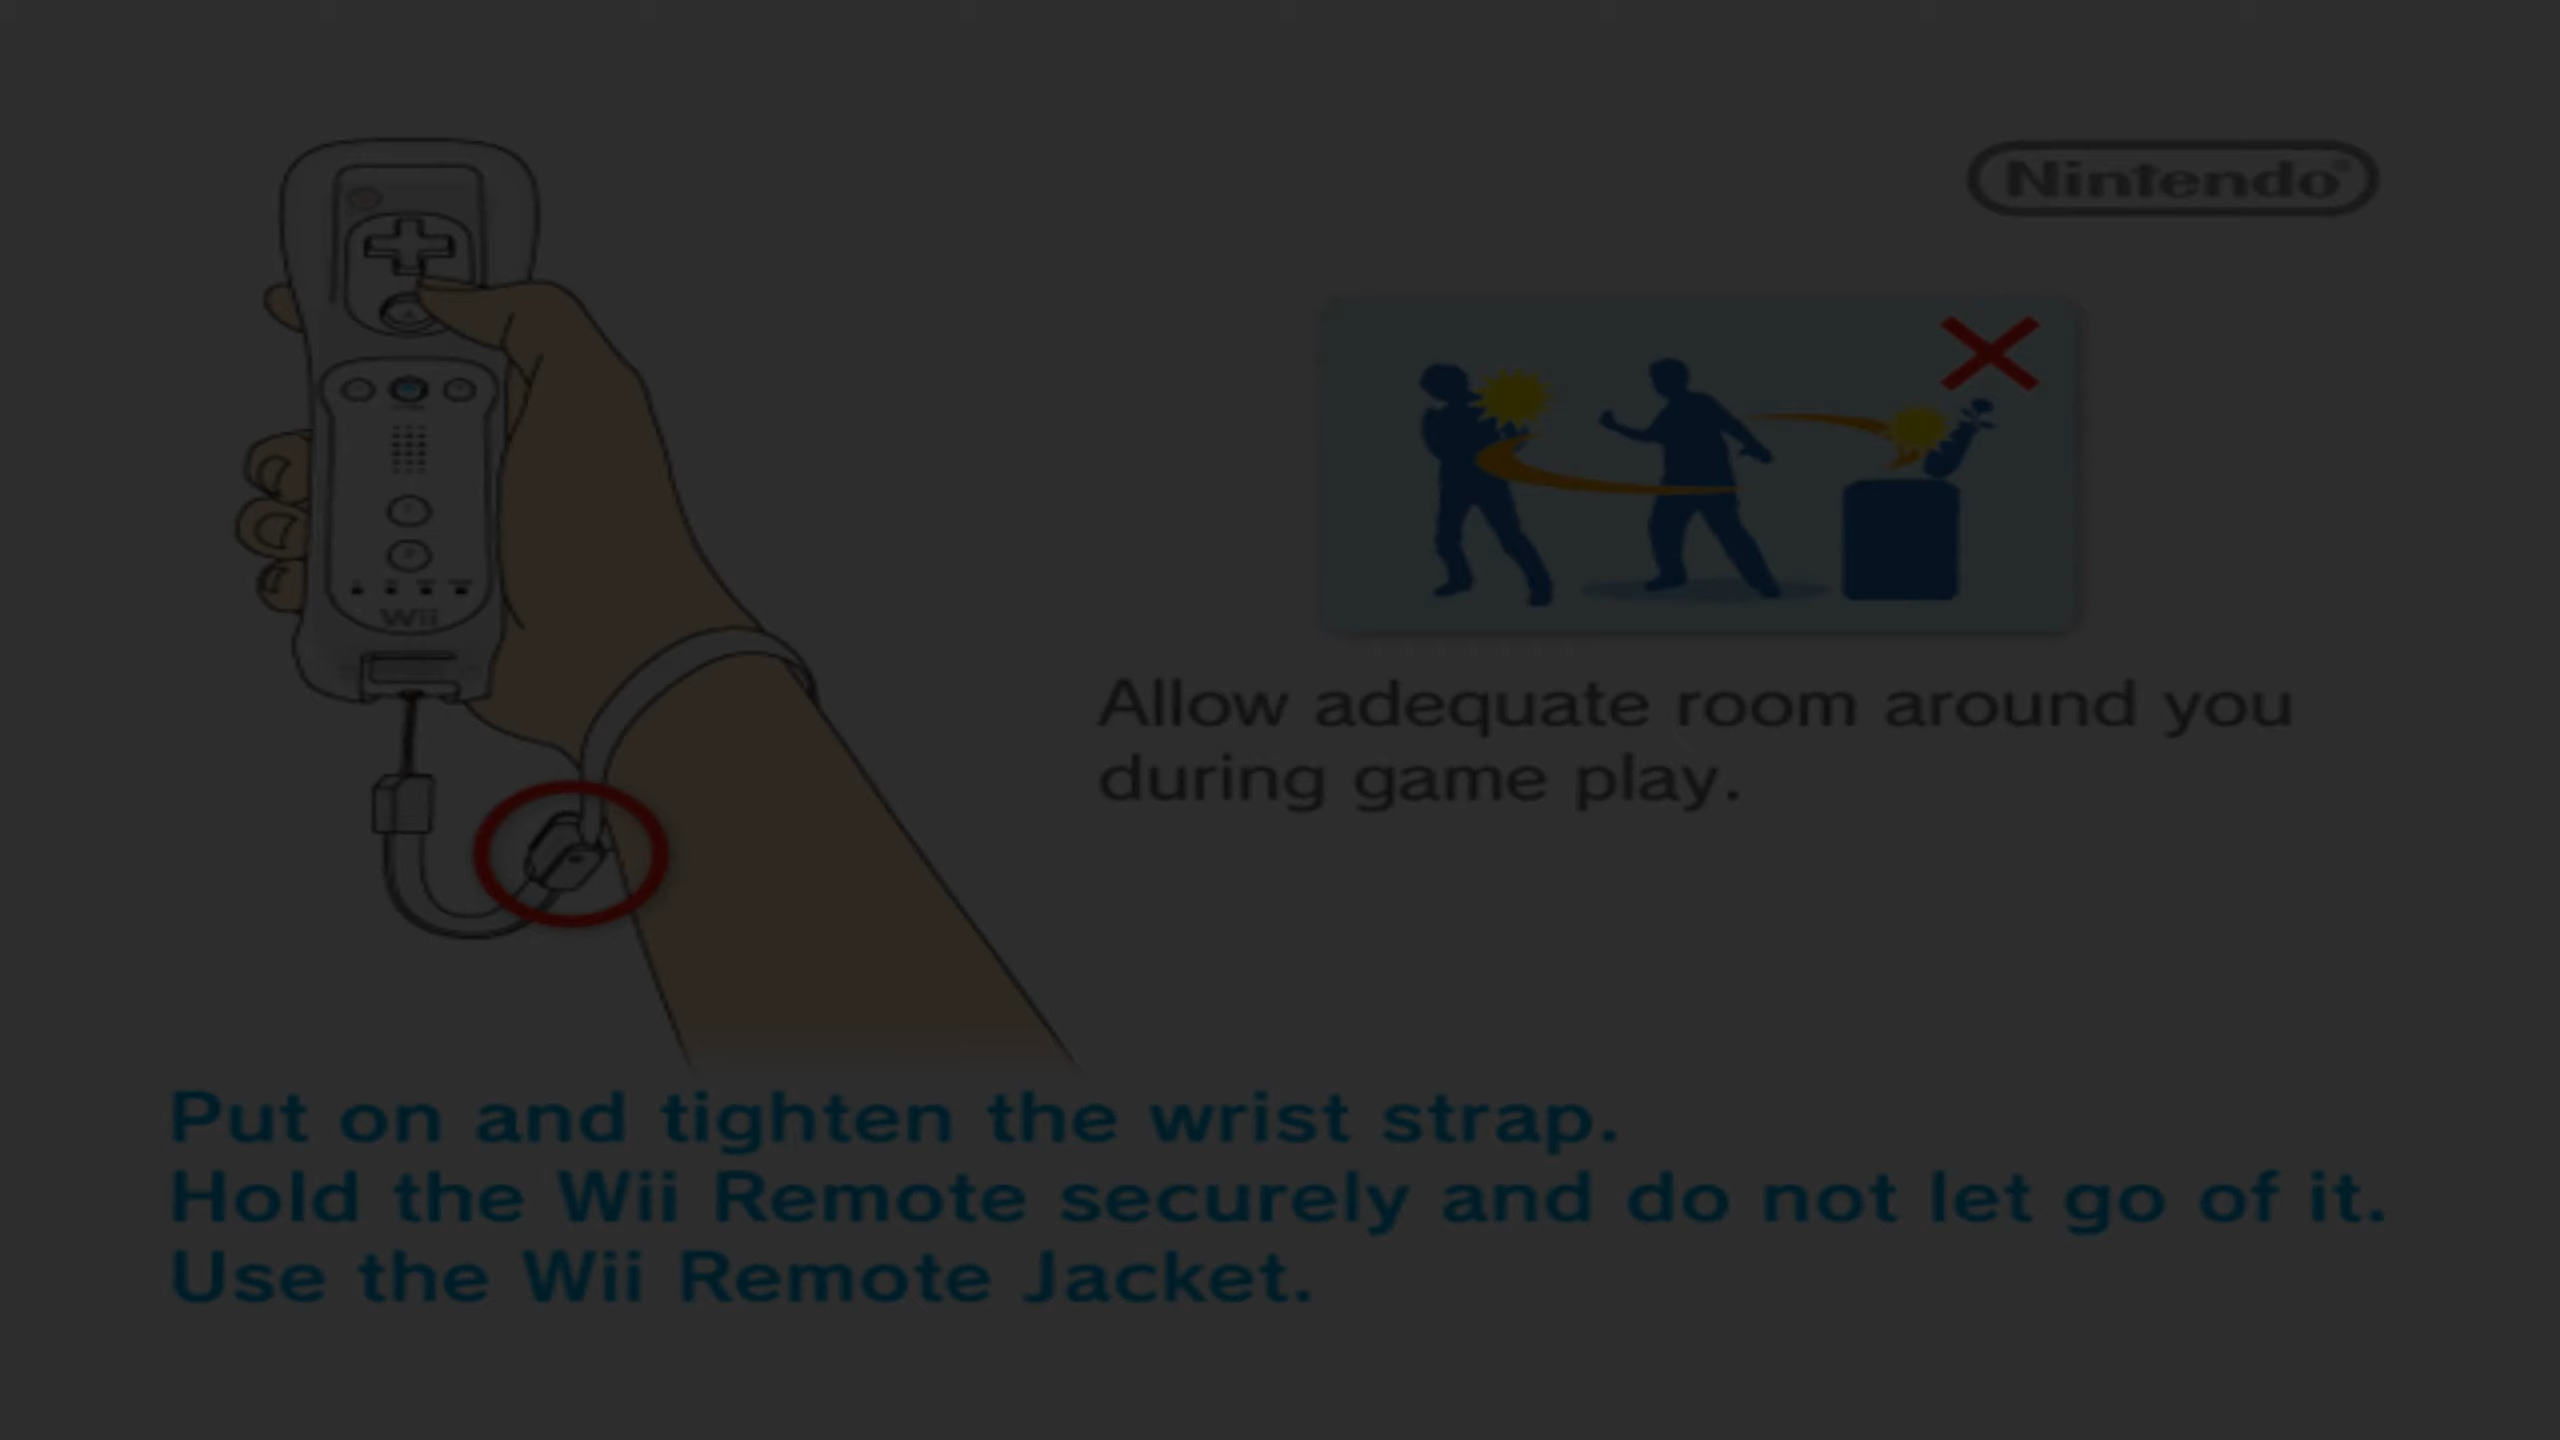 Nintendo®
Wii
Allow adequate room around you
during game play.
Put on and tighten the wrist strap.
Hold the Wii Remote securely and do not let go of it.
Use the Wii Remote Jacket.